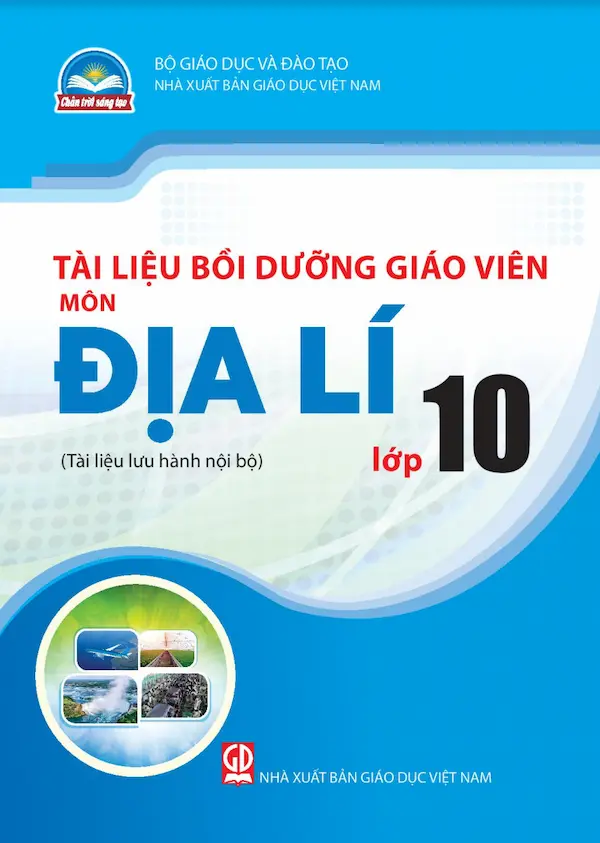 BỘ GIÁO DỤC VÀ ĐÀO TẠO
NHÀ XUẤT BẢN GIÁO DỤC VIỆT NAM
Chân trời sáng tạo
TÀI LIỆU BỒI DƯỠNG GIÁO VIÊN
MÔN
ĐỊA LÍ
lớp 10
(Tài liệu lưu hành nội bộ)
GD
NHÀ XUẤT BẢN GIÁO DỤC VIỆT NAM